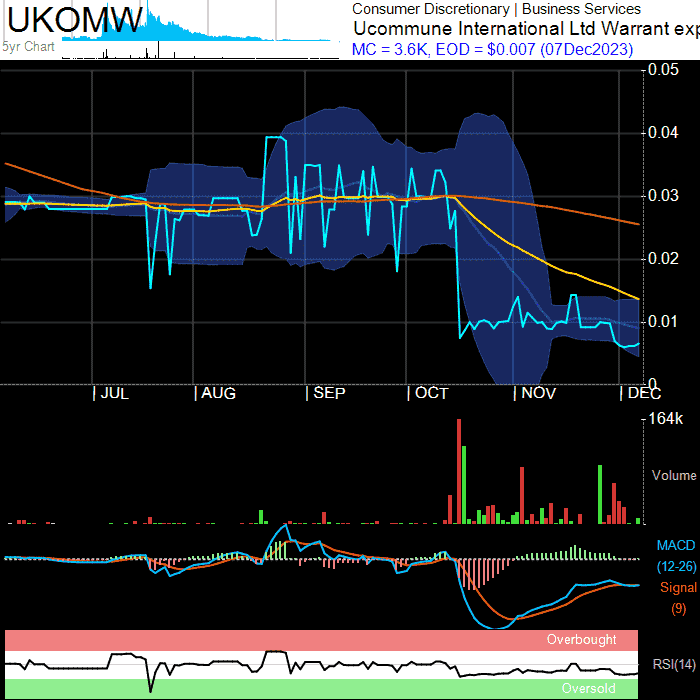 UKOMW
Consumer Discretionary | Business Services
Ucommune International Ltd Warrant exp
5yr Chart
MC = 3.6K, EOD = $0.007 (07Dec2023)
0.05
0.04
0.03
0.02
0.01
0
JUL AUG SEP OCT NOV DEC
164k
Volume
MACD
(12-26)
Signal
(9)
Overbought
RSI(14)
Oversold